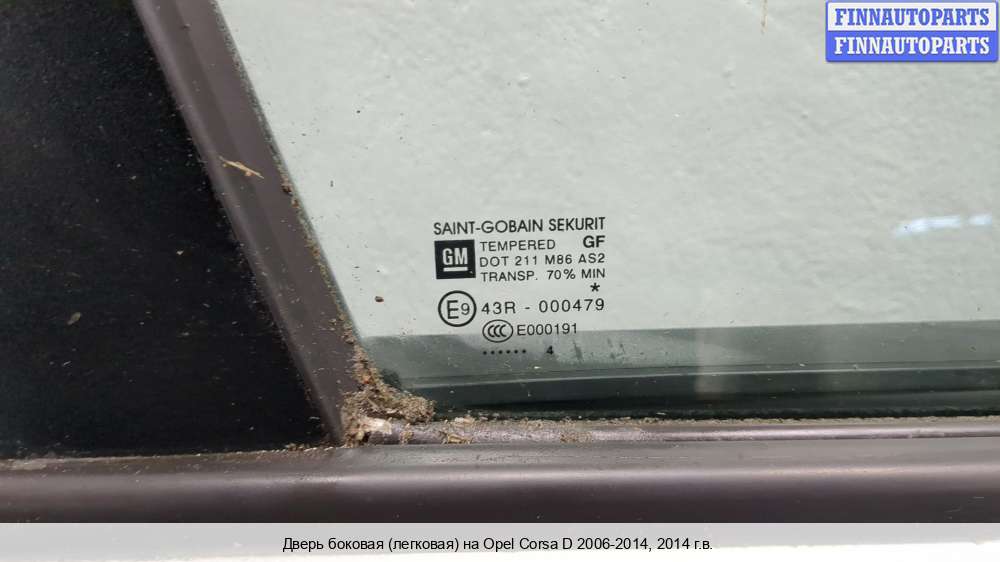 FINNAUTOPARTS
FINNAUTOPARTS
SAINT-GOBAIN SEKURIT
GM
TEMPERED GF
DOT 211 M86 AS2
TRANSP. 70% MIN
*
E9 43R - 000479
CCC E000191
...... 4
Дверь боковая (легковая) на Opel Corsa D 2006-2014, 2014 г.в.